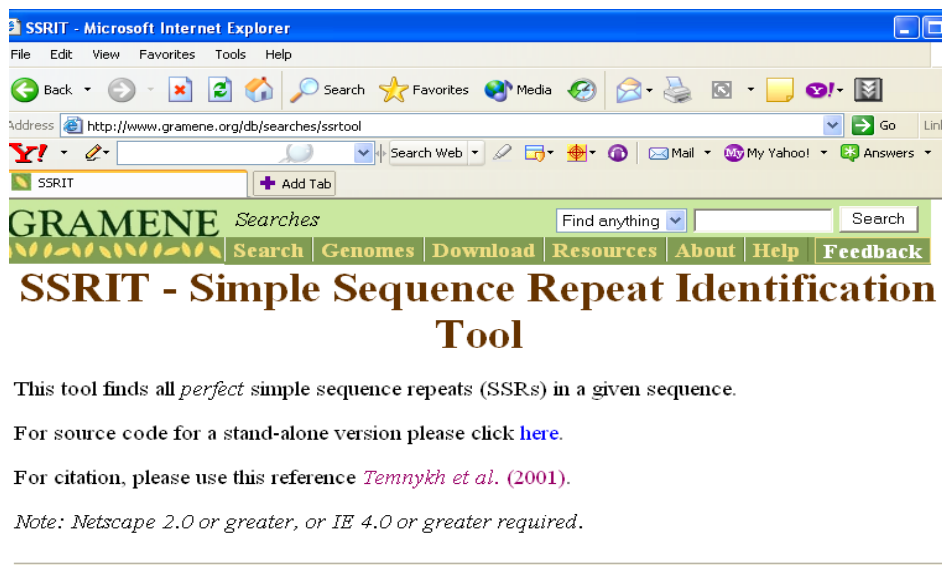 SSRIT - Microsoft Internet Explorer
File Edit View Favorites Tools Help
Back Search Favorites Media
Address http://www.gramene.org/db/searches/ssrtool Go
Y! Search Web Mail My My Yahoo! Answers
SSRIT Add Tab
GRAMENE Searches Find anything Search
Search Genomes Download Resources About Help Feedback
SSRIT - Simple Sequence Repeat Identification
Tool
This tool finds all perfect simple sequence repeats (SSRs) in a given sequence.
For source code for a stand-alone version please click here.
For citation, please use this reference Temnykh et al. (2001).
Note: Netscape 2.0 or greater, or IE 4.0 or greater required.